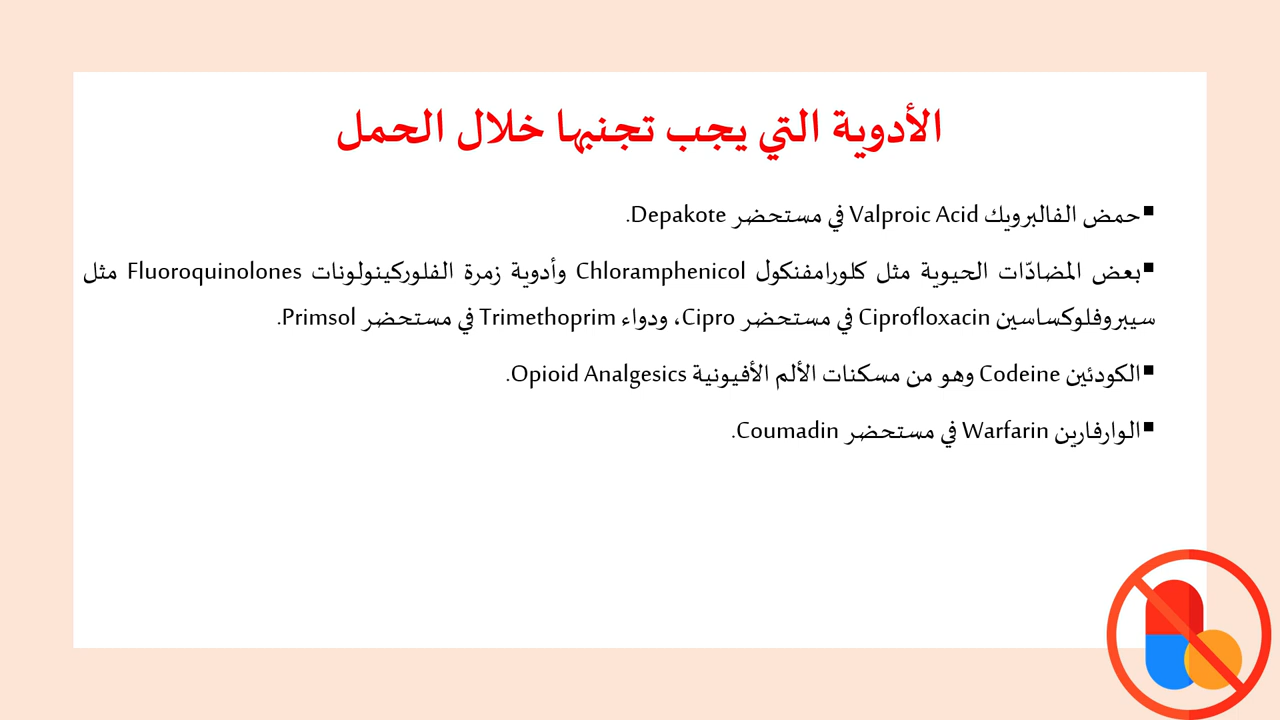 الأدوية التي يجب تجنبها خلال الحمل
▪حمض الفالبرويك Valproic Acid في مستحضر Depakote.
▪بعض المضادّات الحيوية مثل كلورامفنكول Chloramphenicol وأدوية زمرة الفلوركينولونات Fluoroquinolones مثل
سيبروفلوكساسين Ciprofloxacin في مستحضر Cipro، ودواء Trimethoprim في مستحضر Primsol.
▪الكودئين Codeine وهو من مسكنات الألم الأفيونية Opioid Analgesics.
▪الوارفارين Warfarin في مستحضر Coumadin.